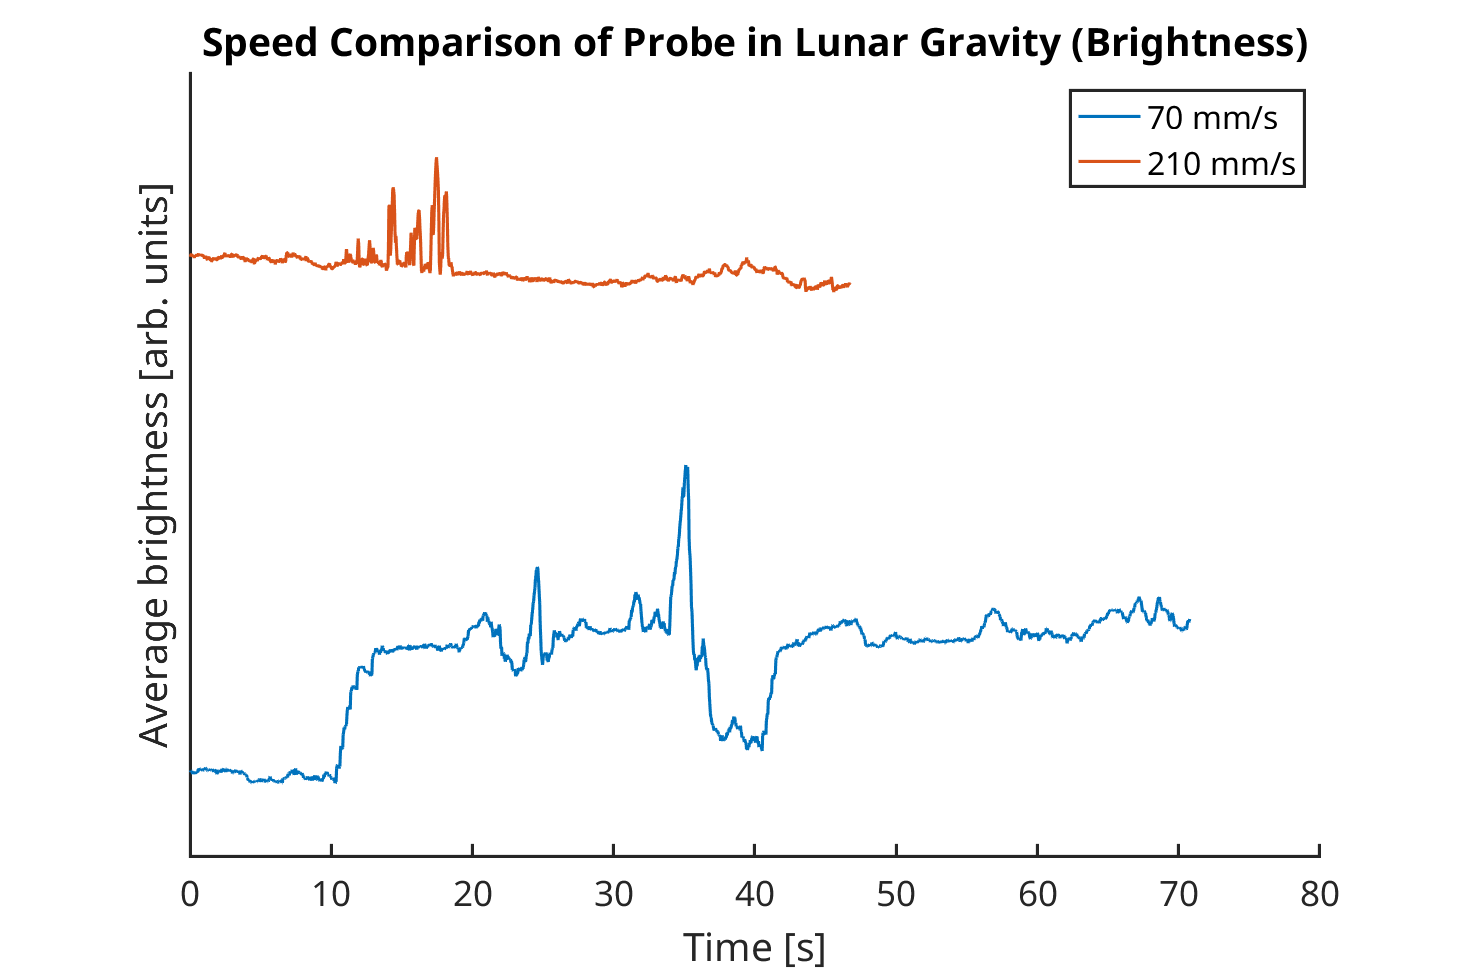 Speed Comparison of Probe in Lunar Gravity (Brightness)
70 mm/s
210 mm/s
Average brightness [arb. units]
0 10 20 30 40 50 60 70 80
Time [s]